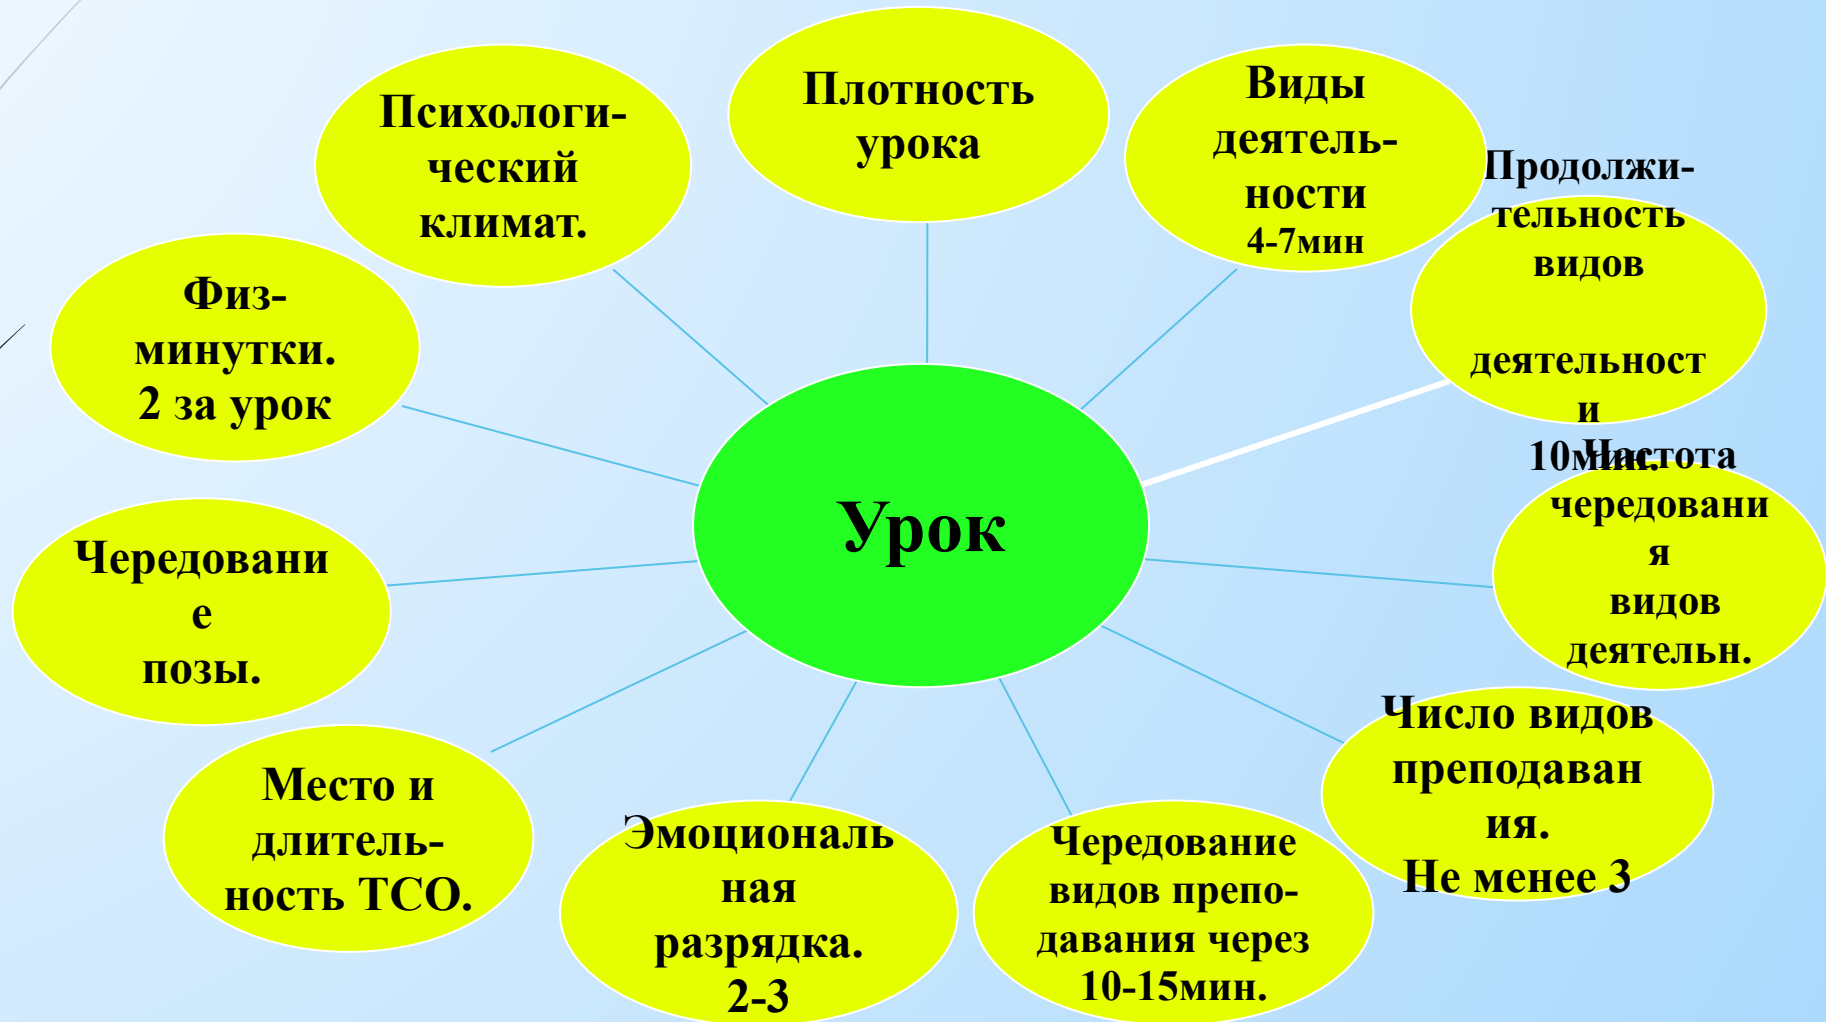 Плотность
урока
Виды
деятель-
ности
4-7мин
Продолжи-
тельность
видов
деятельност
и
10мин.
Частота
чередовани
я
видов
деятельн.
Число видов
преподаван
ия.
Не менее 3
Чередование
видов препо-
давания через
10-15мин.
Эмоциональ
ная
разрядка.
2-3
Место и
длитель-
ность ТСО.
Чередовани
е
позы.
Физ-
минутки.
2 за урок
Психологи-
ческий
климат.
Урок